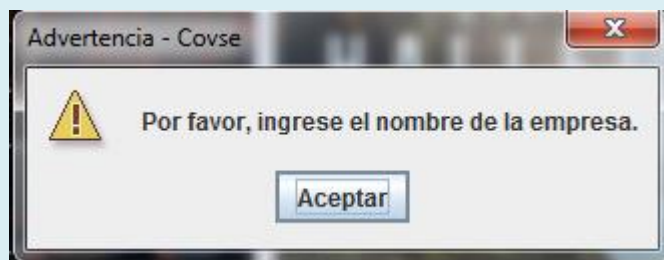 Advertencia - Covse
Por favor, ingrese el nombre de la empresa.
Aceptar